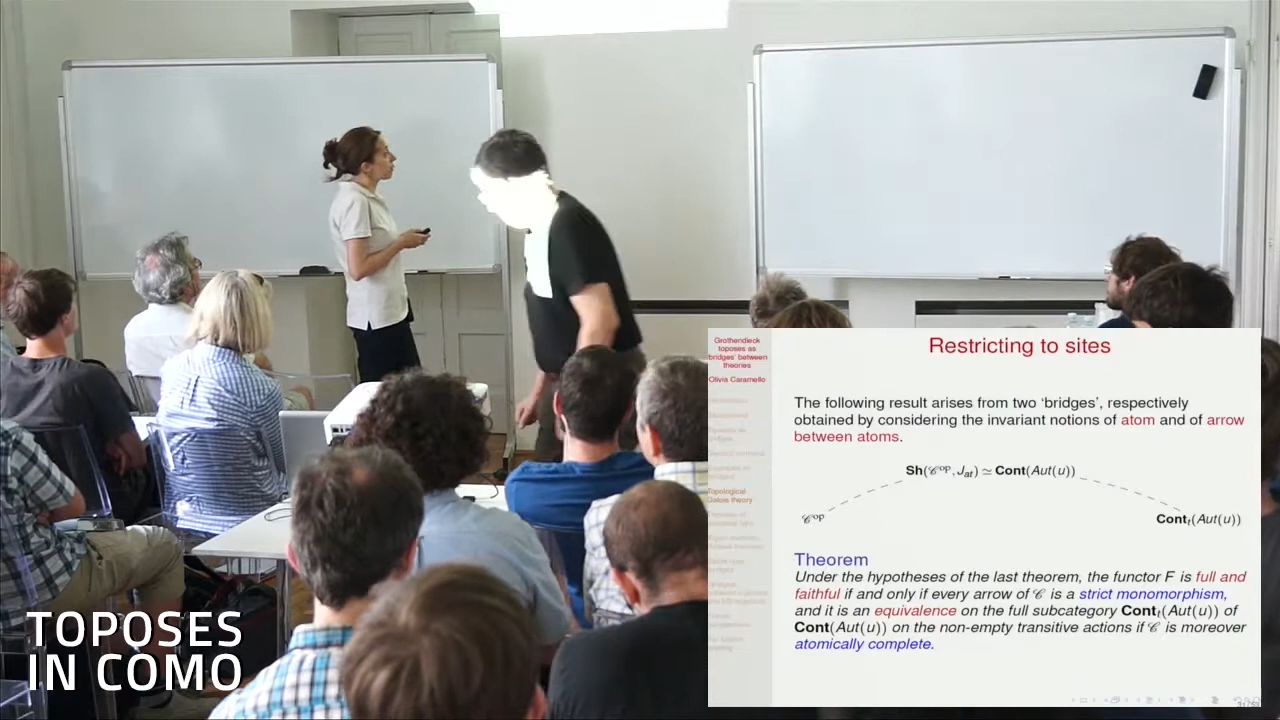 TOPOSES
IN COMO
Grothendieck
toposes as
'bridges' between
theories
Olivia Caramello
Topological
Galois theory
Restricting to sites
The following result arises from two ‘bridges’, respectively
obtained by considering the invariant notions of atom and of arrow
between atoms.
Sh(𝒞ᵒᵖ, J_at) ≃ Cont(Aut(u))
𝒞ᵒᵖ
Cont_t(Aut(u))
Theorem
Under the hypotheses of the last theorem, the functor F is full and
faithful if and only if every arrow of 𝒞 is a strict monomorphism,
and it is an equivalence on the full subcategory Cont_t(Aut(u)) of
Cont(Aut(u)) on the non-empty transitive actions if 𝒞 is moreover
atomically complete.